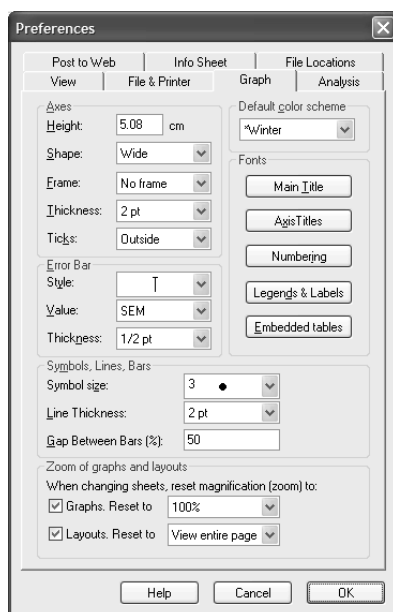 Preferences
Post to Web Info Sheet File Locations
View File & Printer Graph Analysis
Axes
Height: 5.08 cm
Shape: Wide
Frame: No frame
Thickness: 2 pt
Ticks: Outside
Default color scheme
*Winter
Fonts
Main Title
AxisTitles
Numbering
Legends & Labels
Embedded tables
Error Bar
Style:
Value: SEM
Thickness: 1/2 pt
Symbols, Lines, Bars
Symbol size: 3
Line Thickness: 2 pt
Gap Between Bars (%): 50
Zoom of graphs and layouts
When changing sheets, reset magnification (zoom) to:
Graphs. Reset to 100%
Layouts. Reset to View entire page
Help Cancel OK